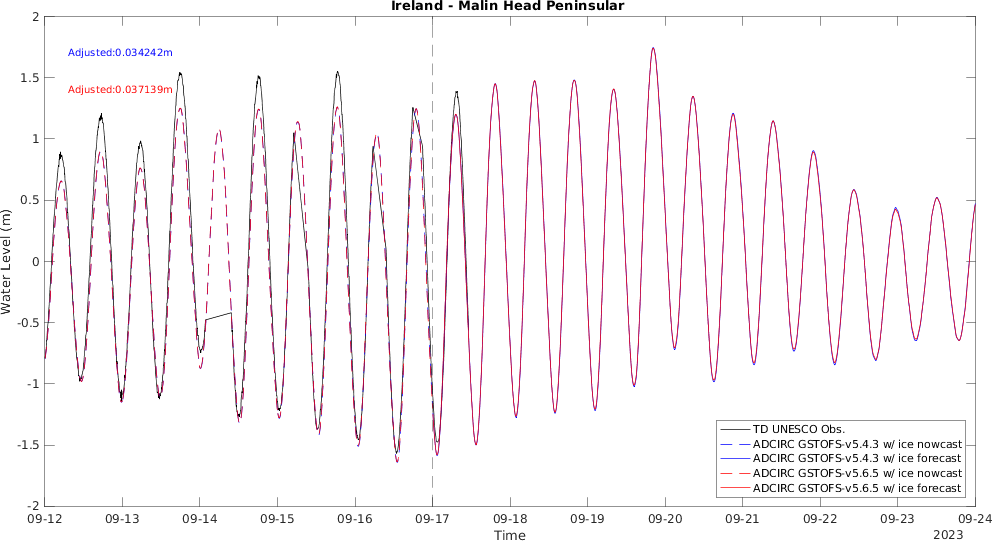 Ireland - Malin Head Peninsular
Adjusted:0.034242m
Adjusted:0.037139m
Water Level (m)
2
1.5
1
0.5
0
-0.5
-1
-1.5
-2
TD UNESCO Obs.
ADCIRC GSTOFS-v5.4.3 w/ ice nowcast
ADCIRC GSTOFS-v5.4.3 w/ ice forecast
ADCIRC GSTOFS-v5.6.5 w/ ice nowcast
ADCIRC GSTOFS-v5.6.5 w/ ice forecast
09-12 09-13 09-14 09-15 09-16 09-17 09-18 09-19 09-20 09-21 09-22 09-23 09-24
Time
2023